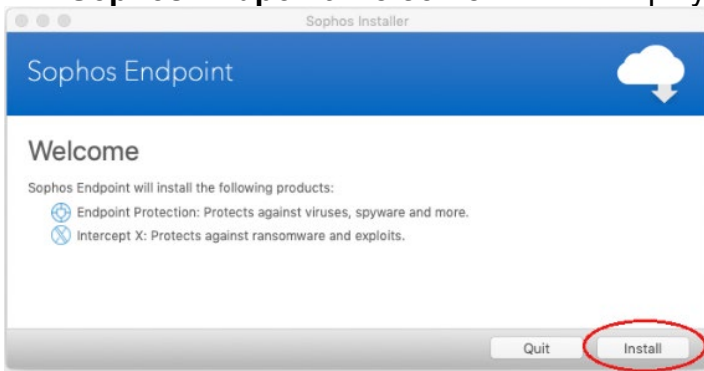 Sophos Installer
Sophos Endpoint
Welcome
Sophos Endpoint will install the following products:
Endpoint Protection: Protects against viruses, spyware and more.
Intercept X: Protects against ransomware and exploits.
Quit Install